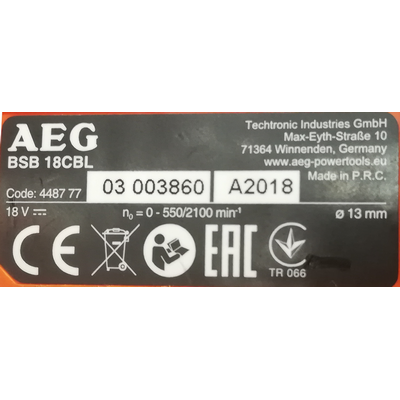 Techtronic Industries GmbH
AEG
Max-Eyth-Straße 10
BSB 18CBL
71364 Winnenden, Germany
www.aeg-powertools.eu
Made in P.R.C.
Code: 4487 77
03 003860
A2018
18 V ⎓
n₀ = 0 - 550/2100 min⁻¹
ø 13 mm
CE
EAC
TR 066